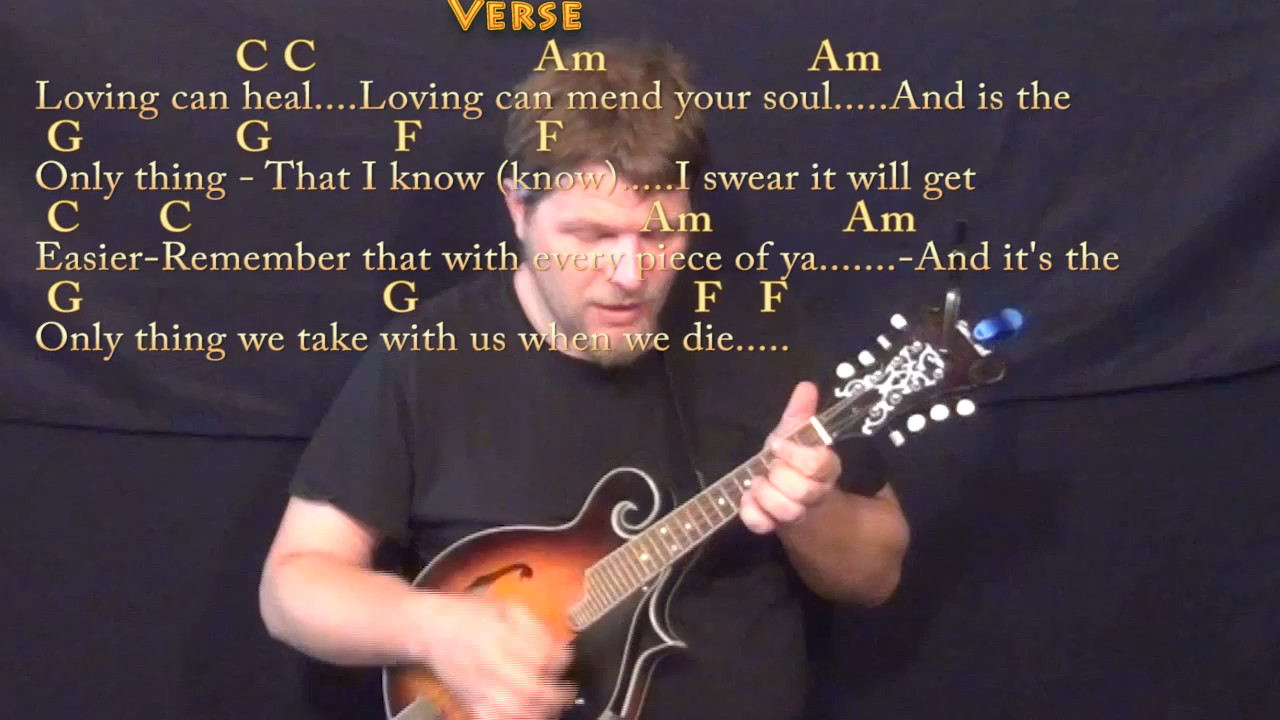 VERSE
C C Am Am
Loving can heal....Loving can mend your soul.....And is the
G G F F
Only thing - That I know (know).....I swear it will get
C C Am Am
Easier-Remember that with every piece of ya.......-And it's the
G G F F
Only thing we take with us when we die.....